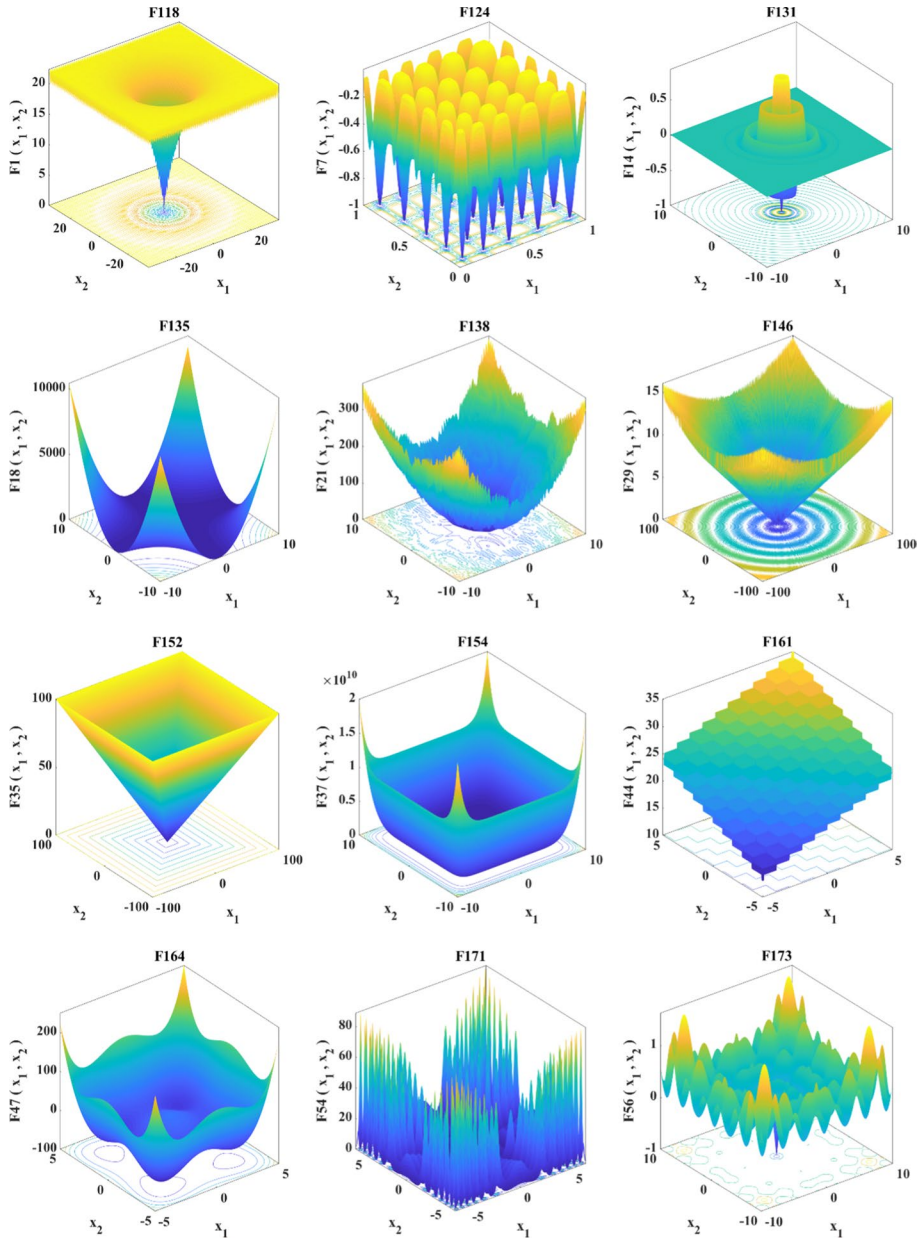 F118
F124
F131
F1 ( x1 , x2 )
20
15
10
5
0
20
0
-20
x2
-20
0
20
x1
F7 ( x1 , x2 )
-0.2
-0.4
-0.6
-0.8
-1
1
0.5
0
x2
0
0.5
1
x1
F14 ( x1 , x2 )
0.5
0
-0.5
-1
10
0
-10
x2
-10
0
10
x1
F135
F138
F146
F18 ( x1 , x2 )
10000
5000
0
10
0
-10
x2
-10
0
10
x1
F21 ( x1 , x2 )
300
200
100
0
10
0
-10
x2
-10
0
10
x1
F29 ( x1 , x2 )
15
10
5
0
100
0
-100
x2
-100
0
100
x1
F152
F154
F161
F35 ( x1 , x2 )
100
50
0
100
0
-100
x2
-100
0
100
x1
F37 ( x1 , x2 )
×10^10
2
1.5
1
0.5
0
10
0
-10
x2
-10
0
10
x1
F44 ( x1 , x2 )
35
30
25
20
15
10
5
0
-5
x2
-5
0
5
x1
F164
F171
F173
F47 ( x1 , x2 )
200
100
0
-100
5
0
-5
x2
-5
0
5
x1
F54 ( x1 , x2 )
80
60
40
20
0
5
0
-5
x2
-5
0
5
x1
F56 ( x1 , x2 )
1
0
-1
10
0
-10
x2
-10
0
10
x1